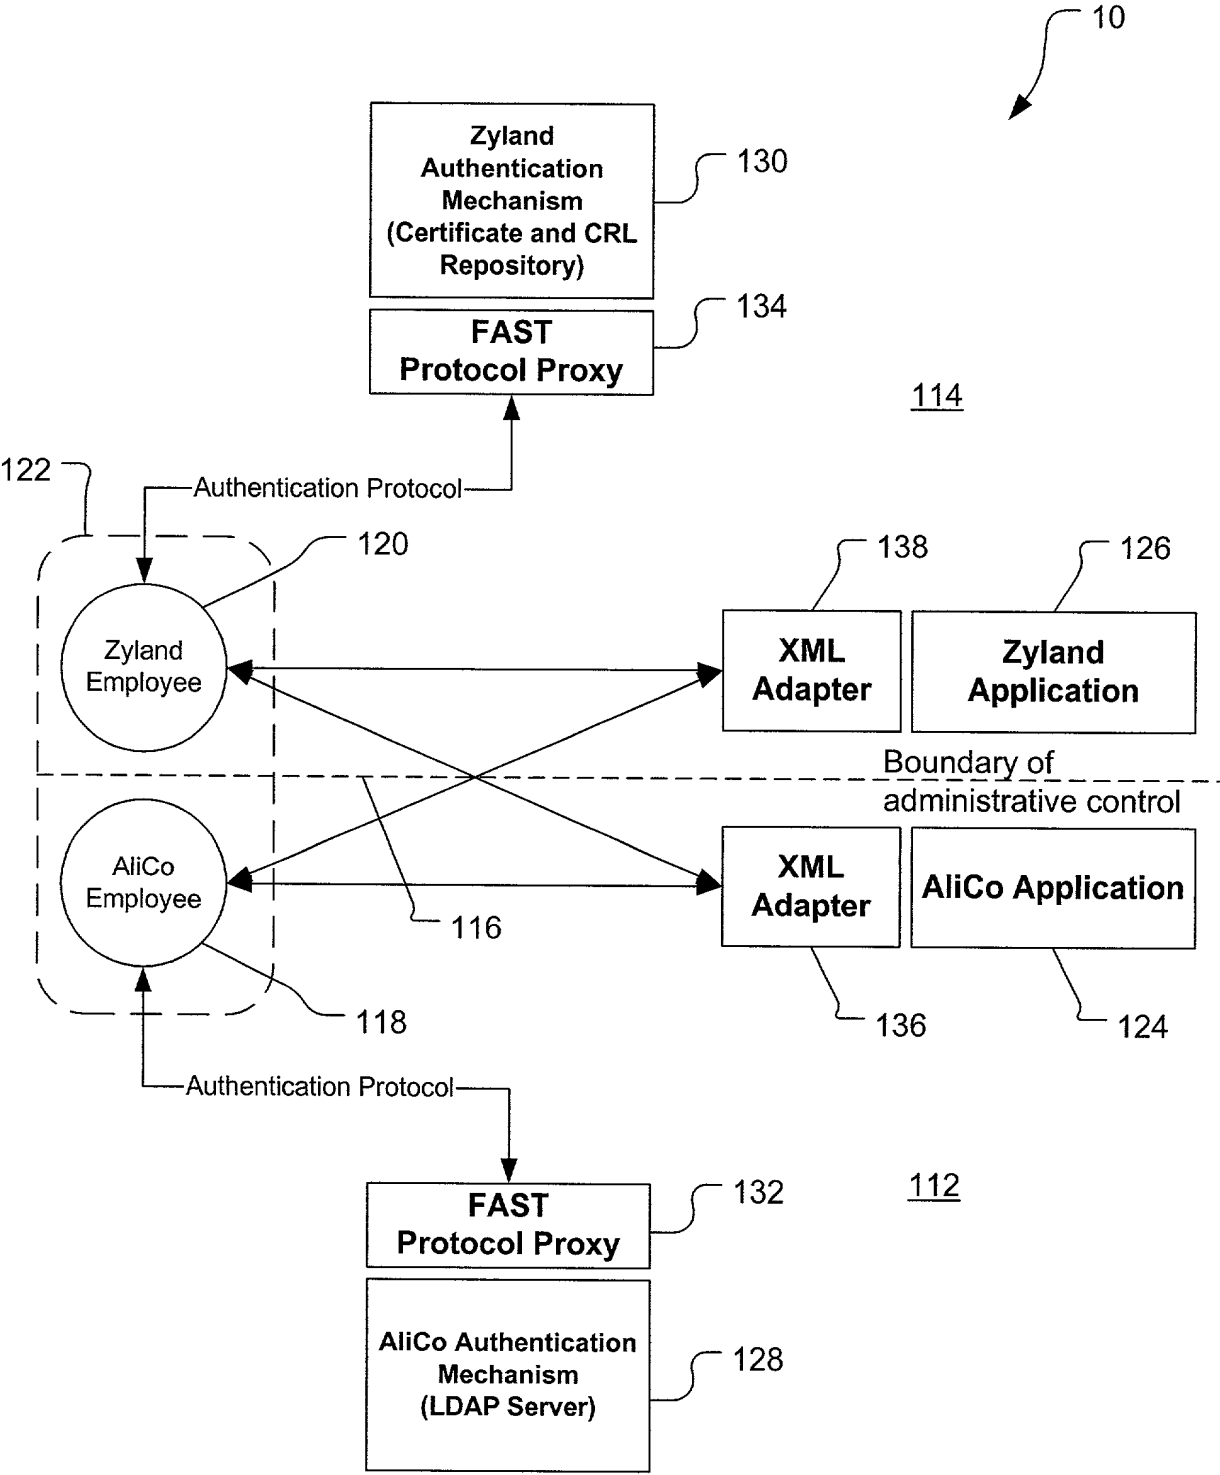 10
Zyland
Authentication
Mechanism
(Certificate and CRL
Repository)
130
FAST
Protocol Proxy
134
114
122
Authentication Protocol
120
138
126
Zyland
Employee
XML
Adapter
Zyland
Application
Boundary of
administrative control
AliCo
Employee
XML
Adapter
AliCo Application
116
118
136
124
Authentication Protocol
112
FAST
Protocol Proxy
132
AliCo Authentication
Mechanism
(LDAP Server)
128